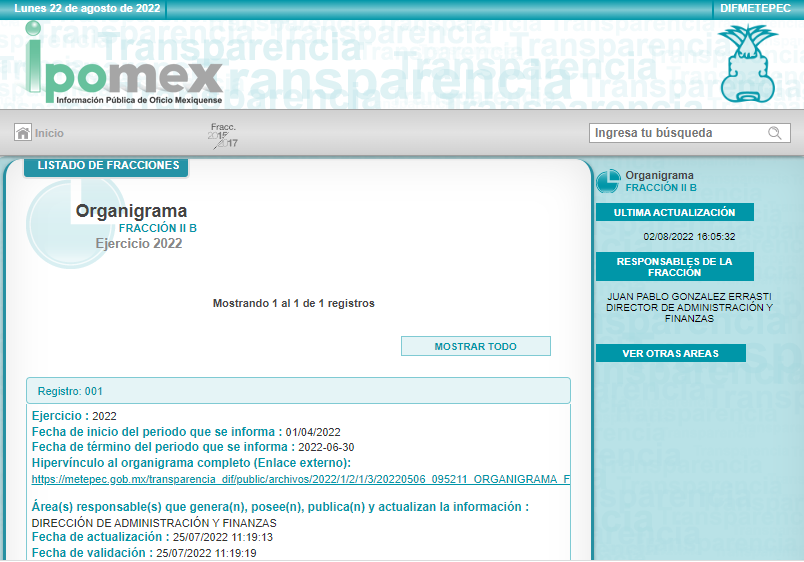 Lunes 22 de agosto de 2022
DIFMETEPEC
ipomex
Información Pública de Oficio Mexiquense
Inicio
Fracc.
2015
2017
Ingresa tu búsqueda
LISTADO DE FRACCIONES
Organigrama
FRACCIÓN II B
Ejercicio 2022
Mostrando 1 al 1 de 1 registros
MOSTRAR TODO
Registro: 001
Ejercicio : 2022
Fecha de inicio del periodo que se informa : 01/04/2022
Fecha de término del periodo que se informa : 2022-06-30
Hipervínculo al organigrama completo (Enlace externo):
https://metepec.gob.mx/transparencia_dif/public/archivos/2022/1/2/1/3/20220506_095211_ORGANIGRAMA_F
Área(s) responsable(s) que genera(n), posee(n), publica(n) y actualizan la información :
DIRECCIÓN DE ADMINISTRACIÓN Y FINANZAS
Fecha de actualización : 25/07/2022 11:19:13
Fecha de validación : 25/07/2022 11:19:19
Organigrama
FRACCIÓN II B
ULTIMA ACTUALIZACIÓN
02/08/2022 16:05:32
RESPONSABLES DE LA
FRACCIÓN
JUAN PABLO GONZALEZ ERRASTI
DIRECTOR DE ADMINISTRACIÓN Y
FINANZAS
VER OTRAS AREAS